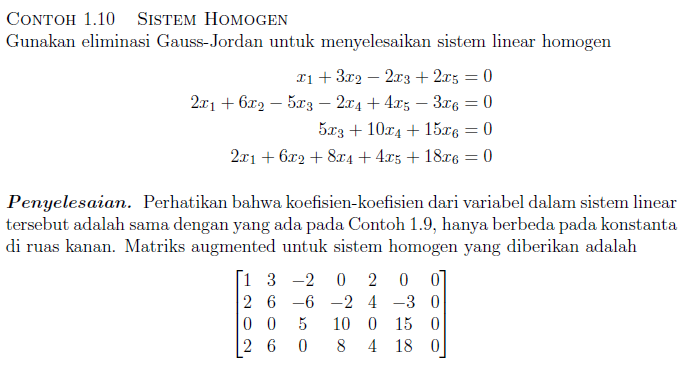 CONTOH 1.10 SISTEM HOMOGEN
Gunakan eliminasi Gauss-Jordan untuk menyelesaikan sistem linear homogen
x₁ + 3x₂ − 2x₃ + 2x₅ = 0
2x₁ + 6x₂ − 5x₃ − 2x₄ + 4x₅ − 3x₆ = 0
5x₃ + 10x₄ + 15x₆ = 0
2x₁ + 6x₂ + 8x₄ + 4x₅ + 18x₆ = 0
Penyelesaian. Perhatikan bahwa koefisien-koefisien dari variabel dalam sistem linear
tersebut adalah sama dengan yang ada pada Contoh 1.9, hanya berbeda pada konstanta
di ruas kanan. Matriks augmented untuk sistem homogen yang diberikan adalah
1 3 −2 0 2 0 0
2 6 −6 −2 4 −3 0
0 0 5 10 0 15 0
2 6 0 8 4 18 0